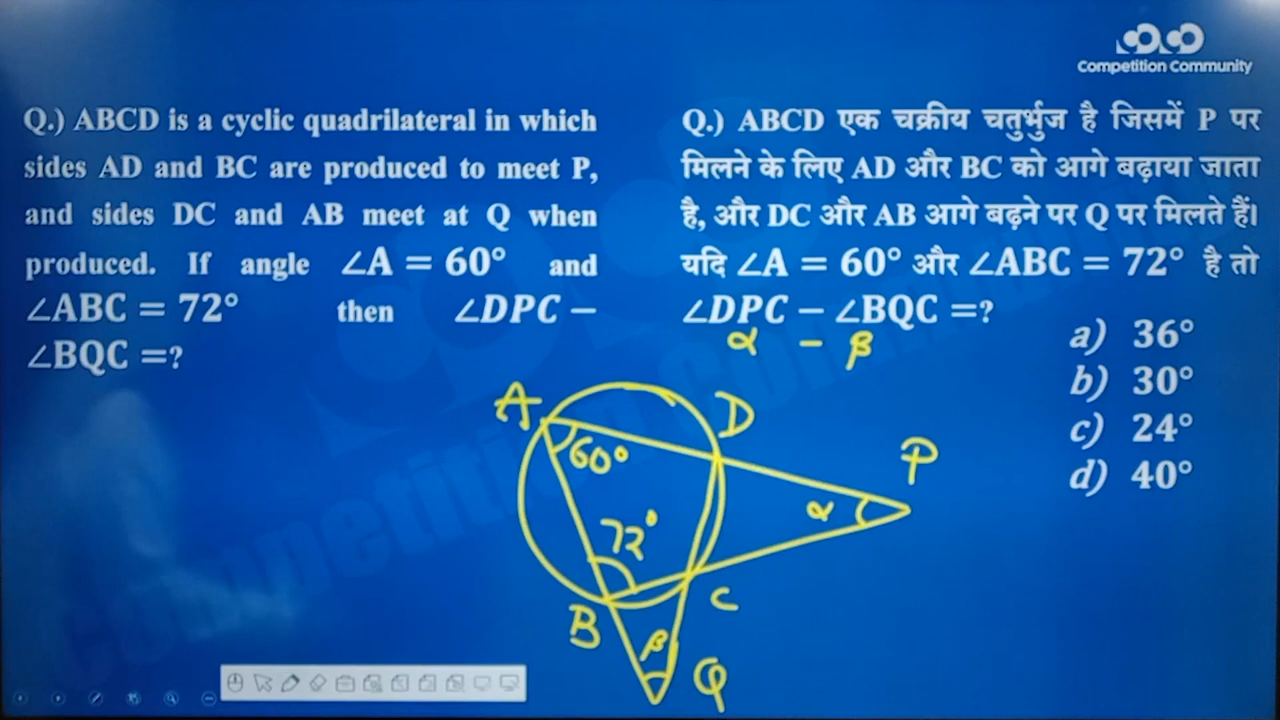 Competition Community
Q.) ABCD is a cyclic quadrilateral in which
sides AD and BC are produced to meet P,
and sides DC and AB meet at Q when
produced. If angle ∠A = 60° and
∠ABC = 72° then ∠DPC −
∠BQC =?
Q.) ABCD एक चक्रीय चतुर्भुज है जिसमें P पर
मिलने के लिए AD और BC को आगे बढ़ाया जाता
है, और DC और AB आगे बढ़ने पर Q पर मिलते हैं।
यदि ∠A = 60° और ∠ABC = 72° है तो
∠DPC − ∠BQC =?
α − β
a) 36°
b) 30°
c) 24°
d) 40°
A
D
60°
P
α
72°
B
C
β
Q